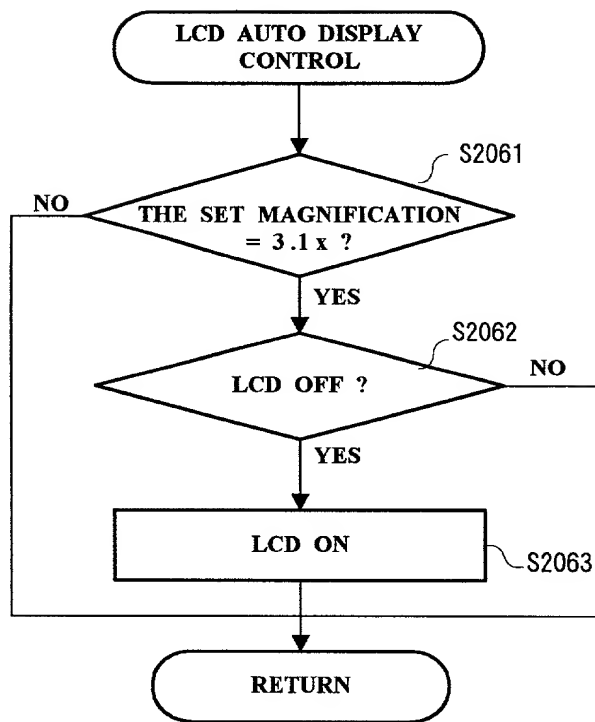 LCD AUTO DISPLAY
CONTROL
S2061
NO
THE SET MAGNIFICATION
= 3.1 x ?
YES
S2062
LCD OFF ?
NO
YES
LCD ON
S2063
RETURN